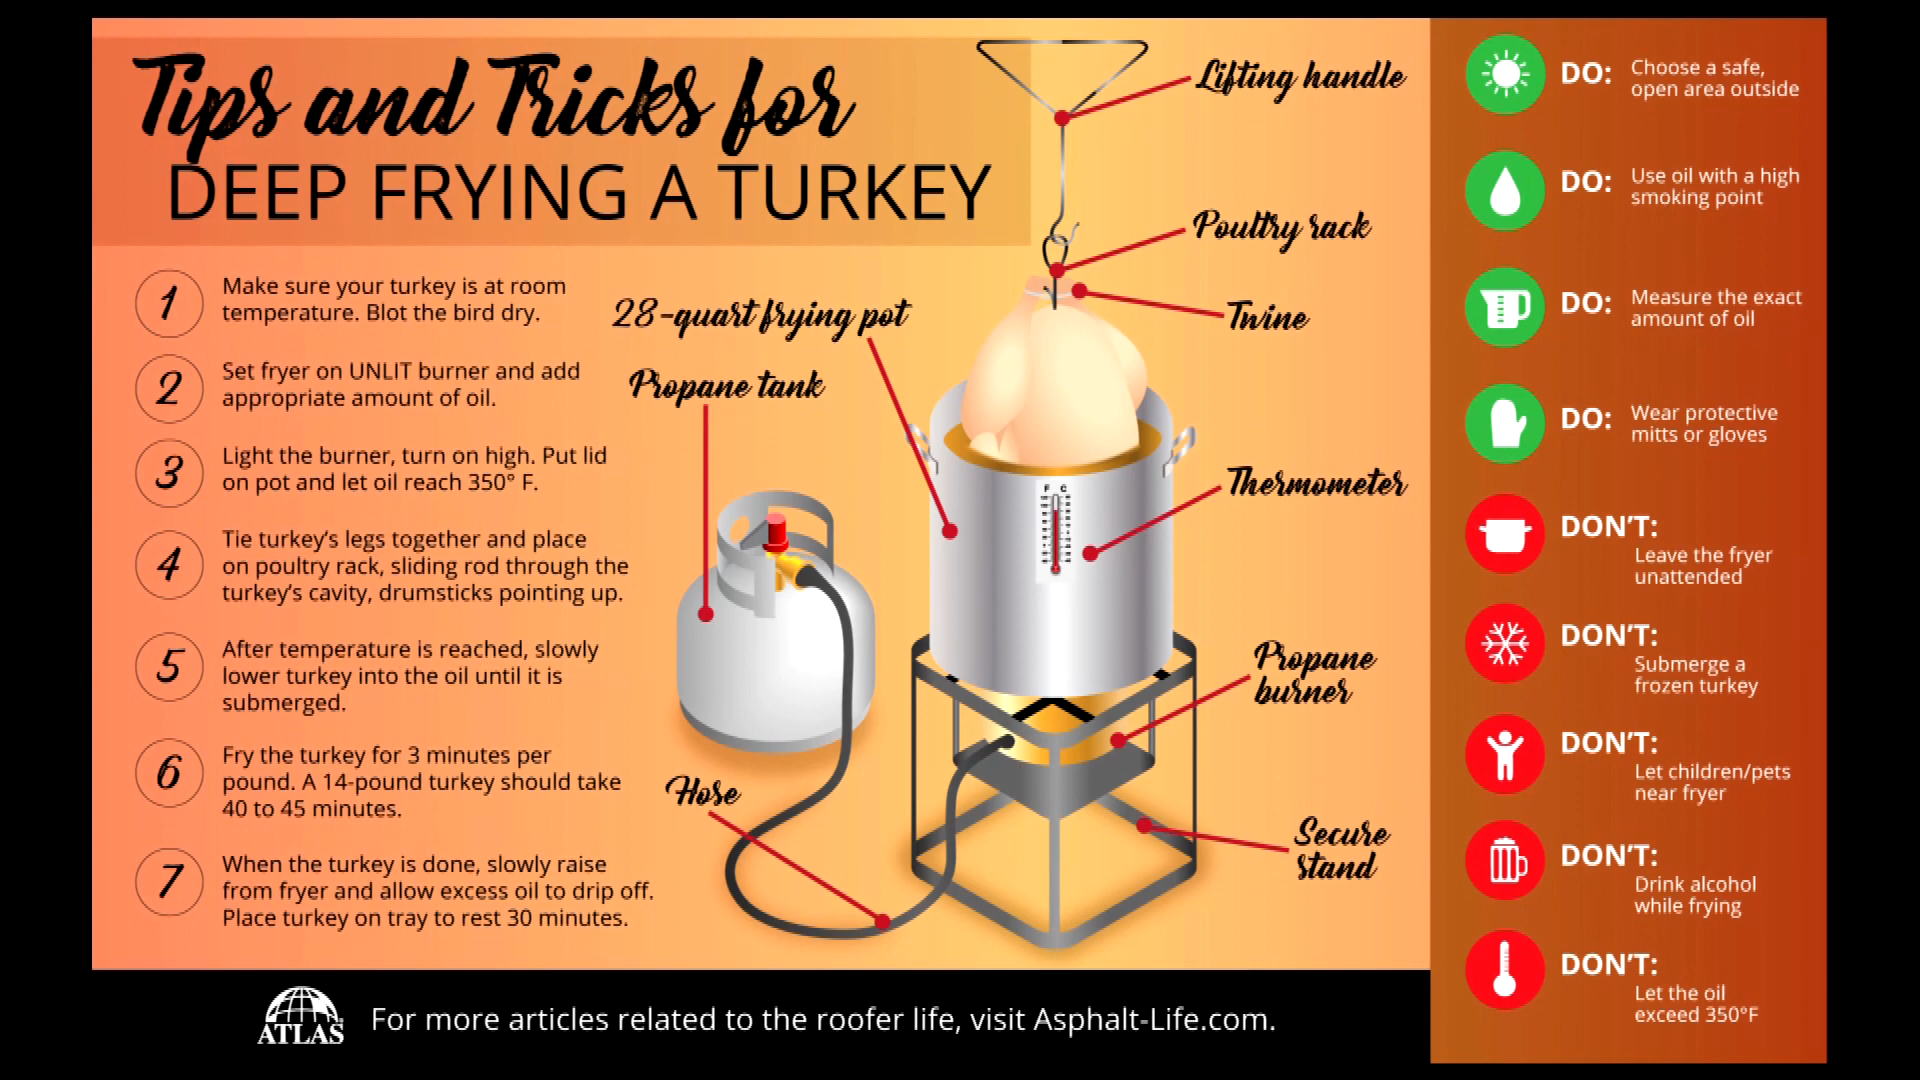 Tips and Tricks for
DEEP FRYING A TURKEY
1
Make sure your turkey is at room
temperature. Blot the bird dry.
2
Set fryer on UNLIT burner and add
appropriate amount of oil.
3
Light the burner, turn on high. Put lid
on pot and let oil reach 350° F.
4
Tie turkey's legs together and place
on poultry rack, sliding rod through the
turkey's cavity, drumsticks pointing up.
5
After temperature is reached, slowly
lower turkey into the oil until it is
submerged.
6
Fry the turkey for 3 minutes per
pound. A 14-pound turkey should take
40 to 45 minutes.
7
When the turkey is done, slowly raise
from fryer and allow excess oil to drip off.
Place turkey on tray to rest 30 minutes.
Lifting handle
Poultry rack
Twine
28-quart frying pot
Propane tank
Thermometer
F C
Propane
burner
Hose
Secure
stand
DO: Choose a safe,
open area outside
DO: Use oil with a high
smoking point
DO: Measure the exact
amount of oil
DO: Wear protective
mitts or gloves
DON'T:
Leave the fryer
unattended
DON'T:
Submerge a
frozen turkey
DON'T:
Let children/pets
near fryer
DON'T:
Drink alcohol
while frying
DON'T:
Let the oil
exceed 350°F
ATLAS
For more articles related to the roofer life, visit Asphalt-Life.com.